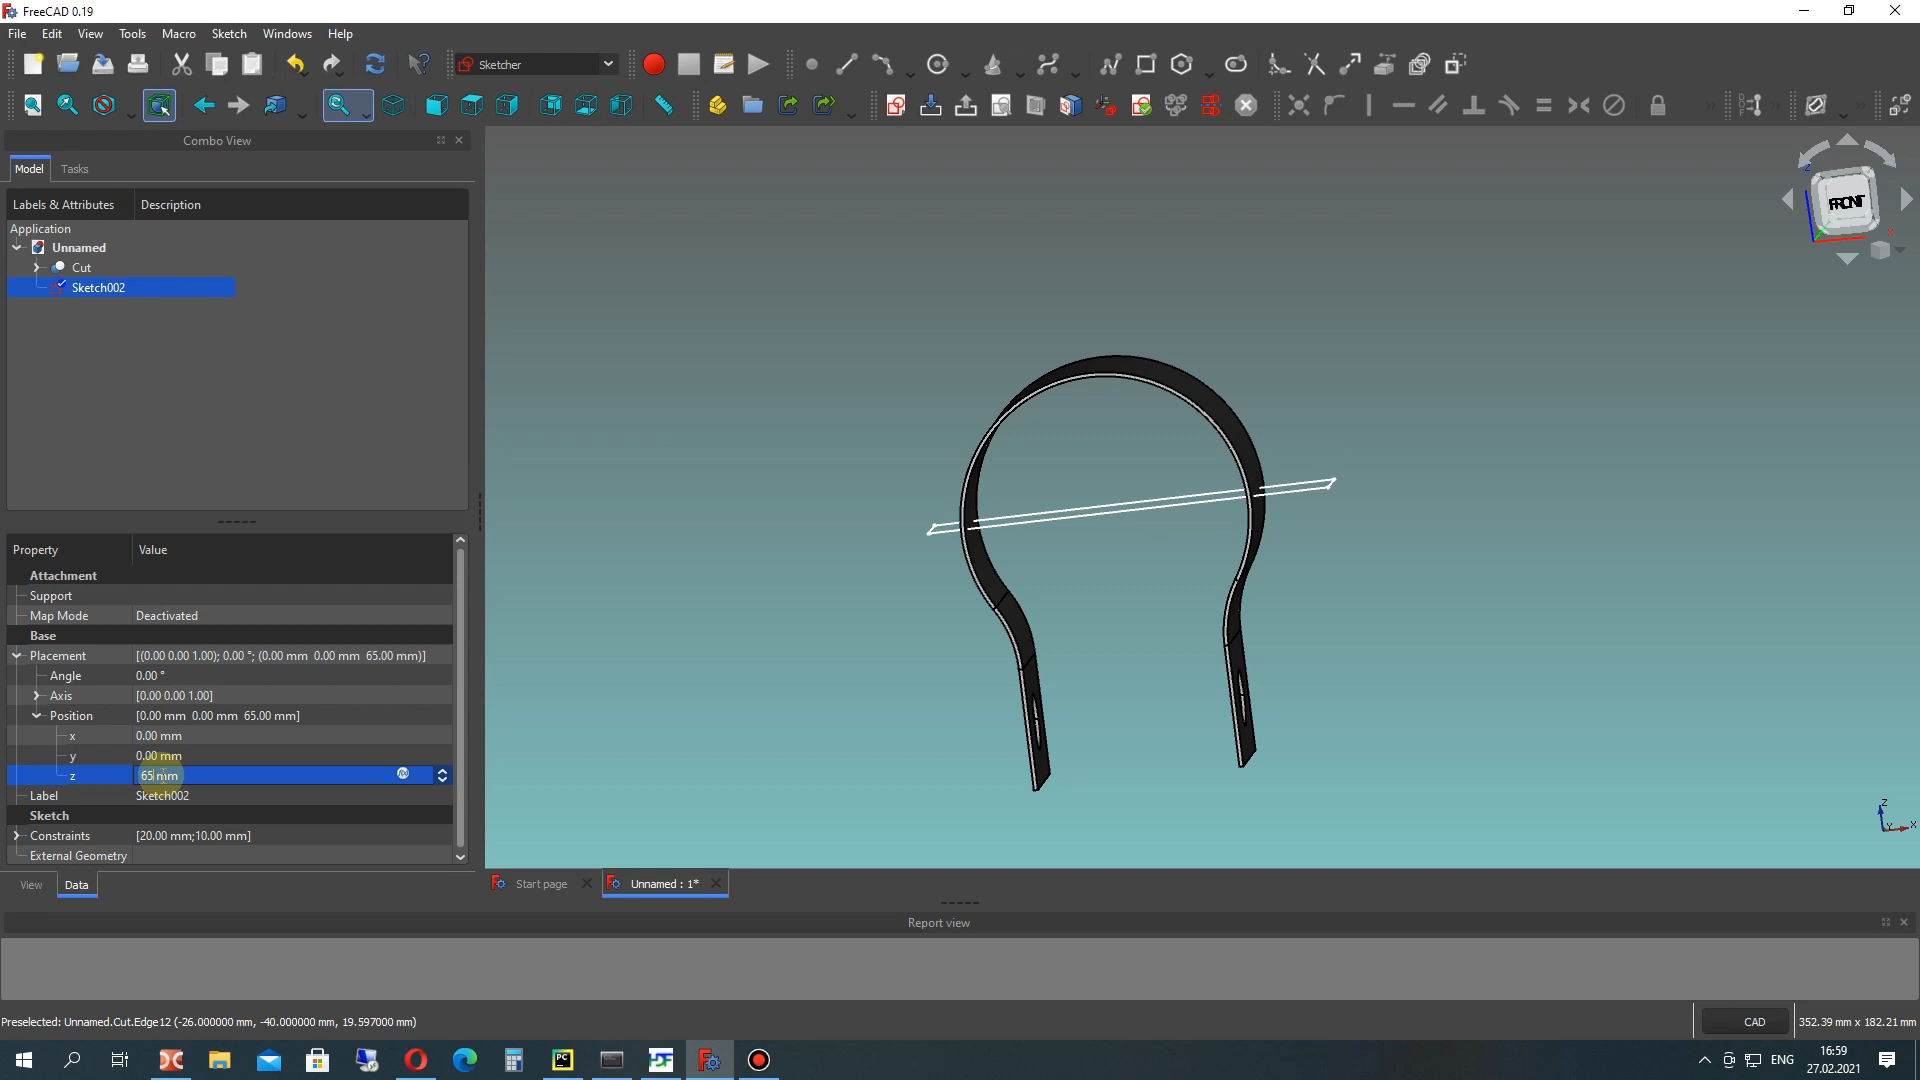 FreeCAD 0.19
File Edit View Tools Macro Sketch Windows Help
Sketcher
Combo View
Model Tasks
Labels & Attributes Description
Application
Unnamed
Cut
Sketch002
FRONT
Z
X
Property Value
Attachment
Support
Map Mode Deactivated
Base
Placement [(0.00 0.00 1.00); 0.00 °; (0.00 mm 0.00 mm 65.00 mm)]
Angle 0.00 °
Axis [0.00 0.00 1.00]
Position [0.00 mm 0.00 mm 65.00 mm]
x 0.00 mm
y 0.00 mm
z 65 mm
Label Sketch002
Sketch
Constraints [20.00 mm;10.00 mm]
External Geometry
Z
Y
X
View Data
Start page Unnamed : 1*
Report view
Preselected: Unnamed.Cut.Edge12 (-26.000000 mm, -40.000000 mm, 19.597000 mm)
CAD 352.39 mm x 182.21 mm
PC
ENG
16:59
27.02.2021